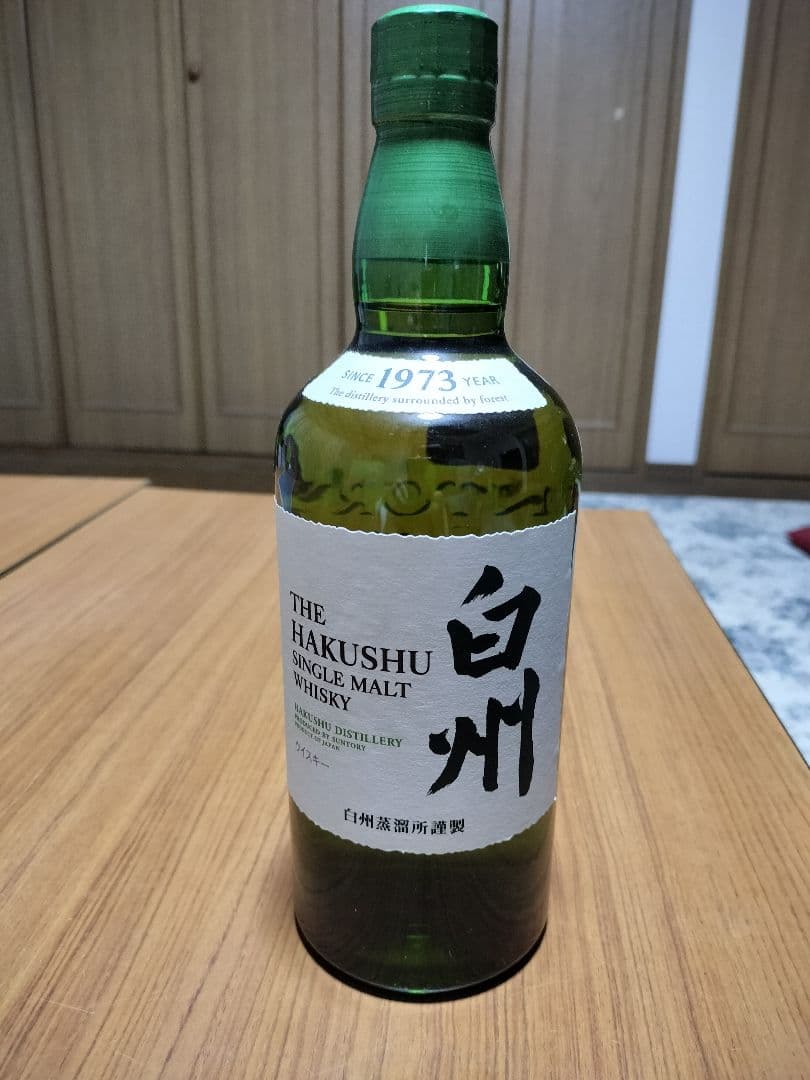 SINCE 1973 YEAR
The distillery surrounded by forest
THE
HAKUSHU
SINGLE MALT
WHISKY
HAKUSHU DISTILLERY
PRODUCED BY SUNTORY
PRODUCT OF JAPAN
ウイスキー
白州
白州蒸溜所謹製